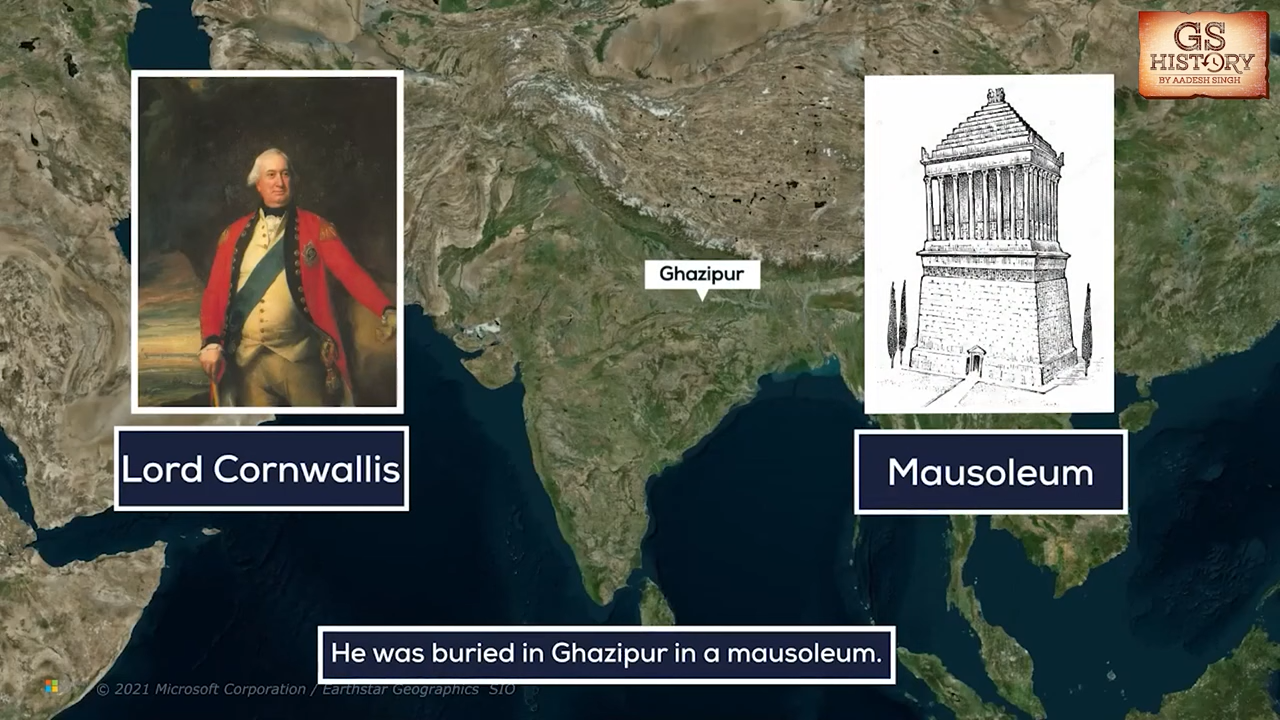 GS
HISTORY
BY AADESH SINGH
Ghazipur
Lord Cornwallis
Mausoleum
He was buried in Ghazipur in a mausoleum.
© 2021 Microsoft Corporation / Earthstar Geographics SIO